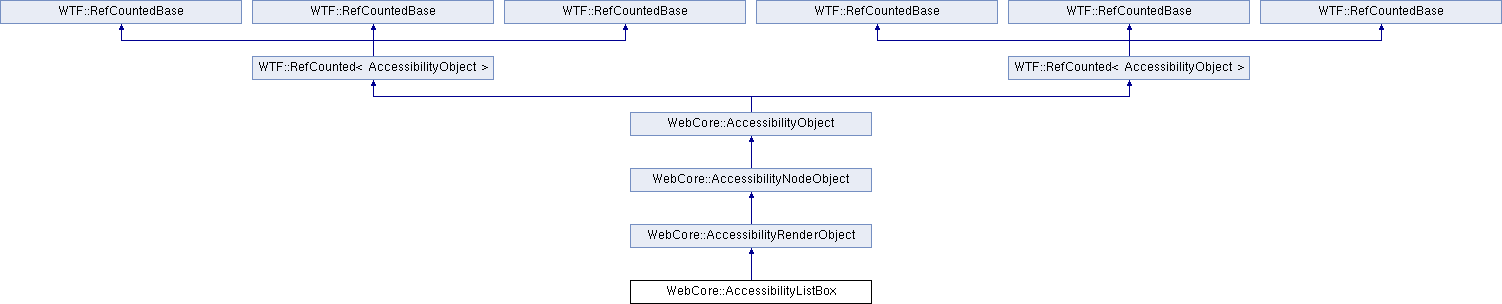 WTF::RefCountedBase
WTF::RefCountedBase
WTF::RefCountedBase
WTF::RefCountedBase
WTF::RefCountedBase
WTF::RefCountedBase
WTF::RefCounted< AccessibilityObject >
WTF::RefCounted< AccessibilityObject >
WebCore::AccessibilityObject
WebCore::AccessibilityNodeObject
WebCore::AccessibilityRenderObject
WebCore::AccessibilityListBox